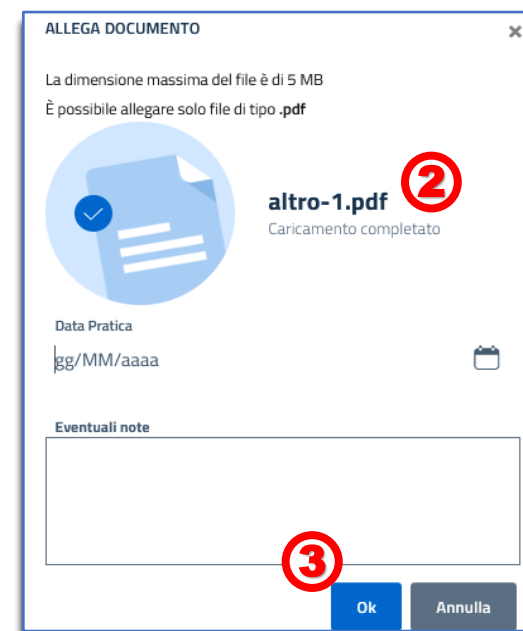 ALLEGA DOCUMENTO ×
La dimensione massima del file è di 5 MB
È possibile allegare solo file di tipo .pdf
2
altro-1.pdf
Caricamento completato
Data Pratica
gg/MM/aaaa
Eventuali note
3
Ok Annulla